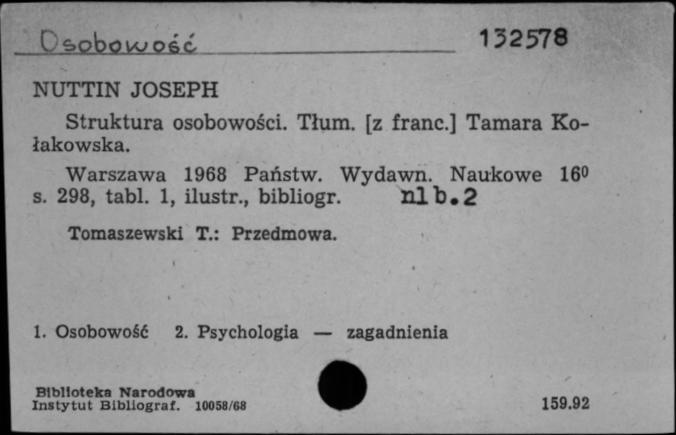 Osobowość 132578
NUTTIN JOSEPH
Struktura osobowości. Tłum. [z franc.] Tamara Ko-
łakowska.
Warszawa 1968 Państw. Wydawn. Naukowe 16⁰
s. 298, tabl. 1, ilustr., bibliogr. nlb.2
Tomaszewski T.: Przedmowa.
1. Osobowość 2. Psychologia — zagadnienia
Biblioteka Narodowa
Instytut Bibliograf. 10058/68 159.92